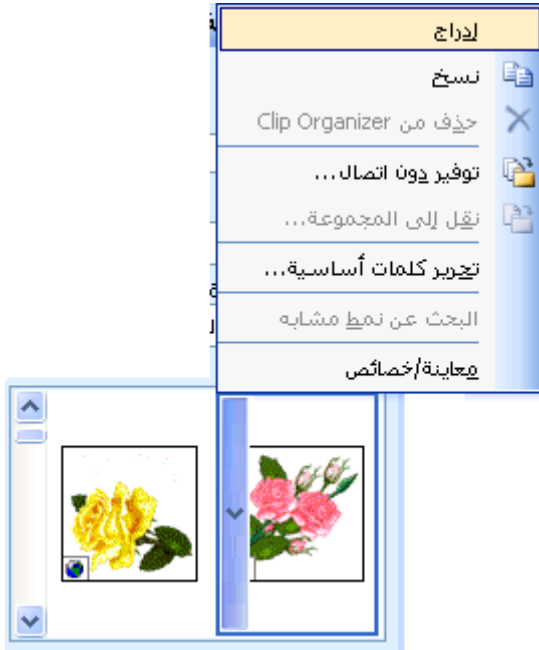 إدراج
نسخ
حذف من Clip Organizer
توفير دون اتصال...
نقل إلى المجموعة...
تحرير كلمات أساسية...
البحث عن نمط مشابه
معاينة/خصائص